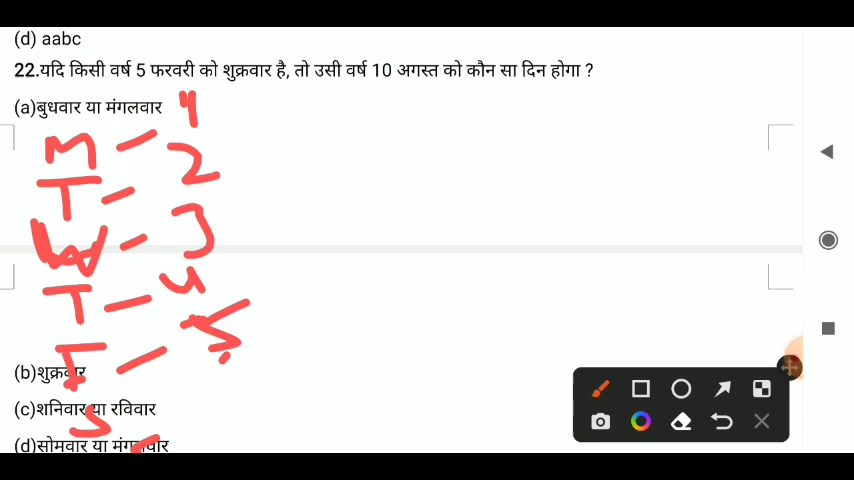 (d) aabc
22.यदि किसी वर्ष 5 फरवरी को शुक्रवार है, तो उसी वर्ष 10 अगस्त को कौन सा दिन होगा ?
(a)बुधवार या मंगलवार
M - 1
T - 2
W - 3
T - 4
F - 5
(b)शुक्रवार
S -
(c)शनिवार या रविवार
(d)सोमवार या मंगलवार